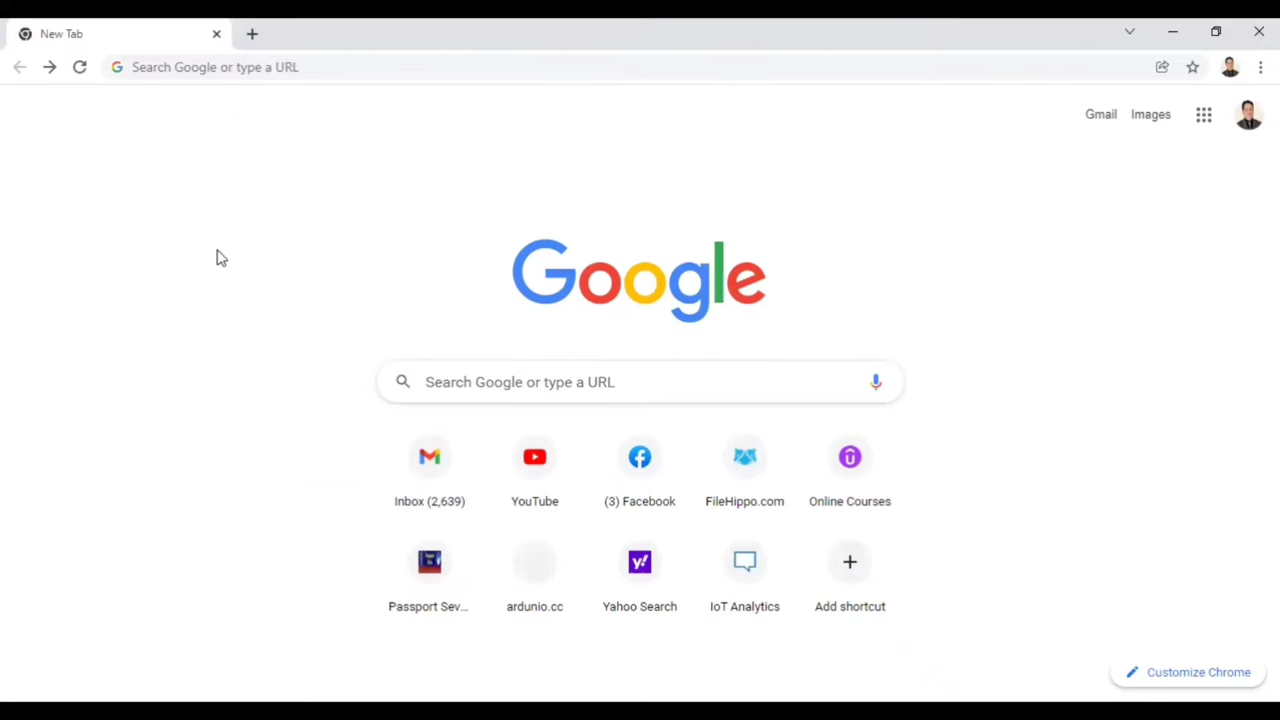 New Tab
Search Google or type a URL
Gmail Images
Google
Search Google or type a URL
Inbox (2,639) YouTube (3) Facebook FileHippo.com Online Courses
Passport Sev... ardunio.cc Yahoo Search IoT Analytics Add shortcut
Customize Chrome